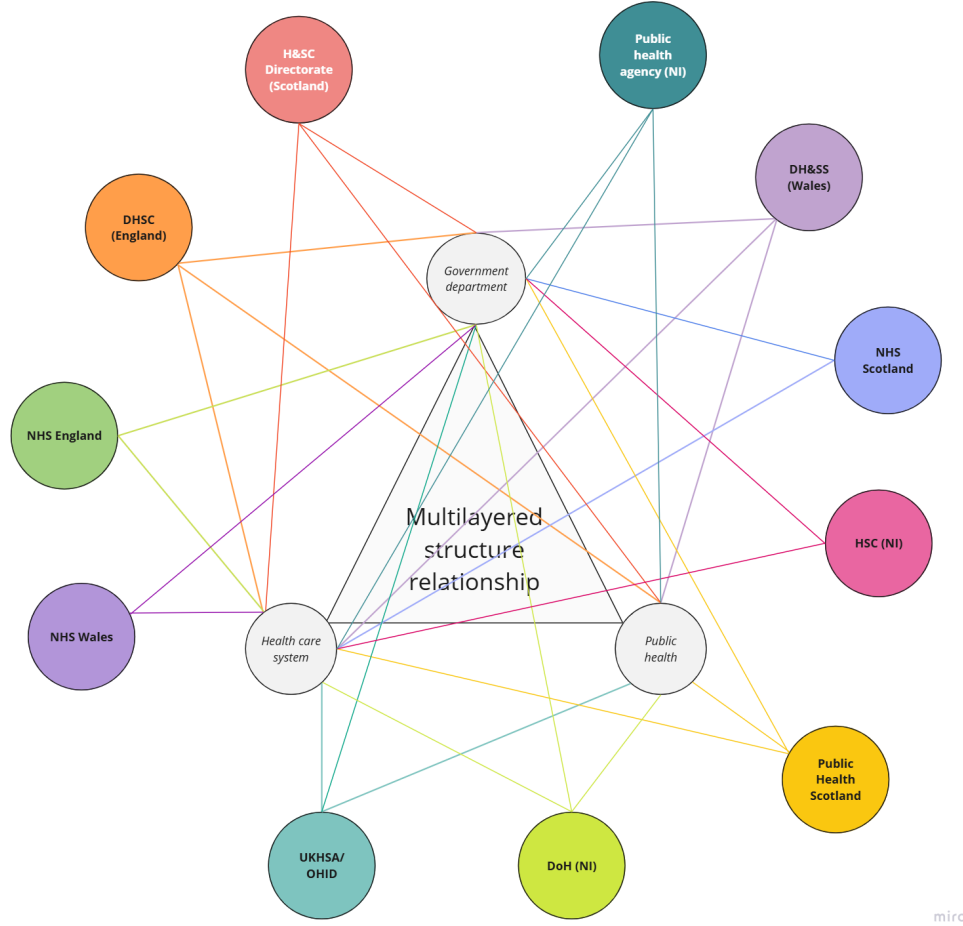 H&SC
Directorate
(Scotland)
Public
health
agency (NI)
DH&SS
(Wales)
DHSC
(England)
Government
department
NHS
Scotland
NHS England
Multilayered
structure
relationship
HSC (NI)
NHS Wales
Health care
system
Public
health
Public
Health
Scotland
UKHSA/
OHID
DoH (NI)
miro